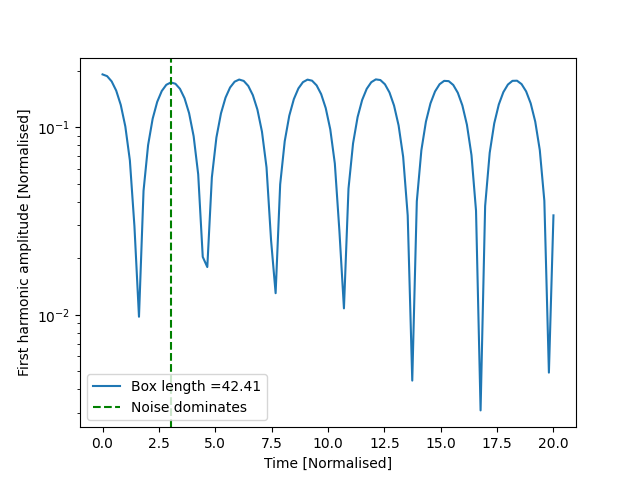 First harmonic amplitude [Normalised]
10⁻¹
10⁻²
Box length =42.41
Noise dominates
0.0 2.5 5.0 7.5 10.0 12.5 15.0 17.5 20.0
Time [Normalised]